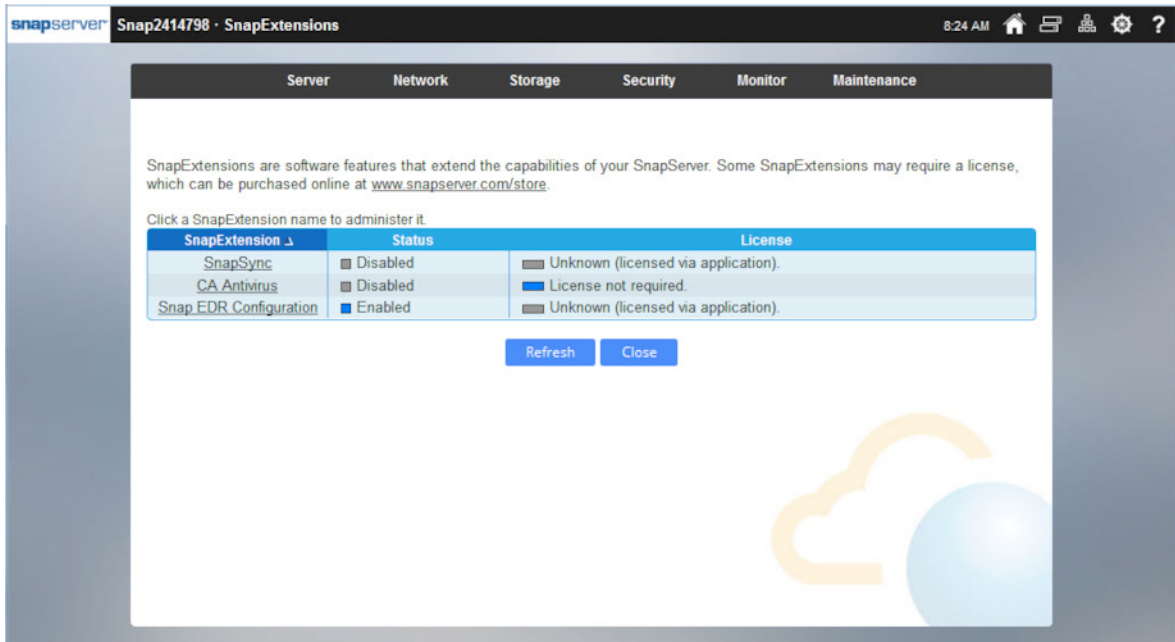 snapserver Snap2414798 · SnapExtensions 8:24 AM ?
Server Network Storage Security Monitor Maintenance
SnapExtensions are software features that extend the capabilities of your SnapServer. Some SnapExtensions may require a license,
which can be purchased online at www.snapserver.com/store.
Click a SnapExtension name to administer it.
SnapExtension Status License
SnapSync Disabled Unknown (licensed via application).
CA Antivirus Disabled License not required.
Snap EDR Configuration Enabled Unknown (licensed via application).
Refresh Close